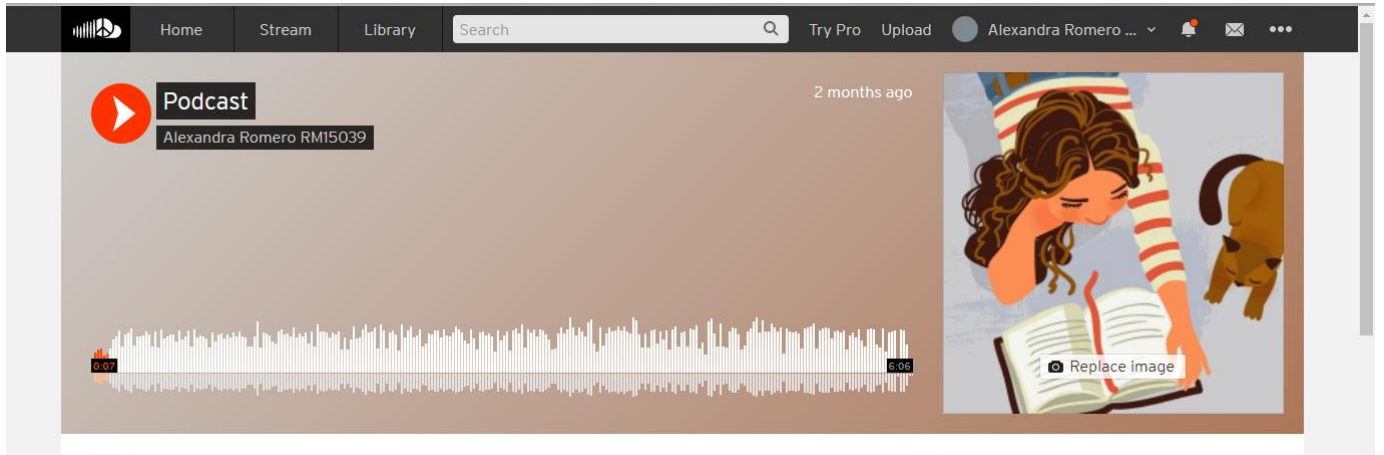 Home Stream Library Search Try Pro Upload Alexandra Romero ...
Podcast 2 months ago
Alexandra Romero RM15039
0:07 6:06
Replace image